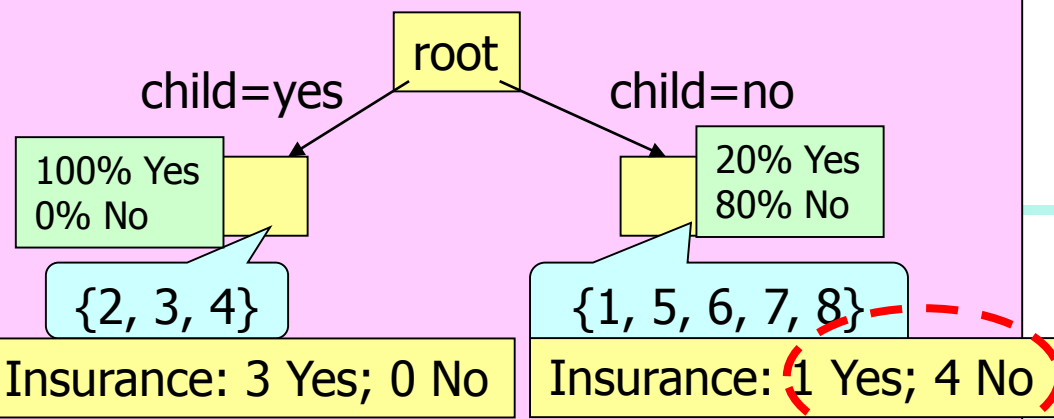 root
child=yes
child=no
100% Yes
0% No
20% Yes
80% No
{2, 3, 4}
{1, 5, 6, 7, 8}
Insurance: 3 Yes; 0 No
Insurance: 1 Yes; 4 No